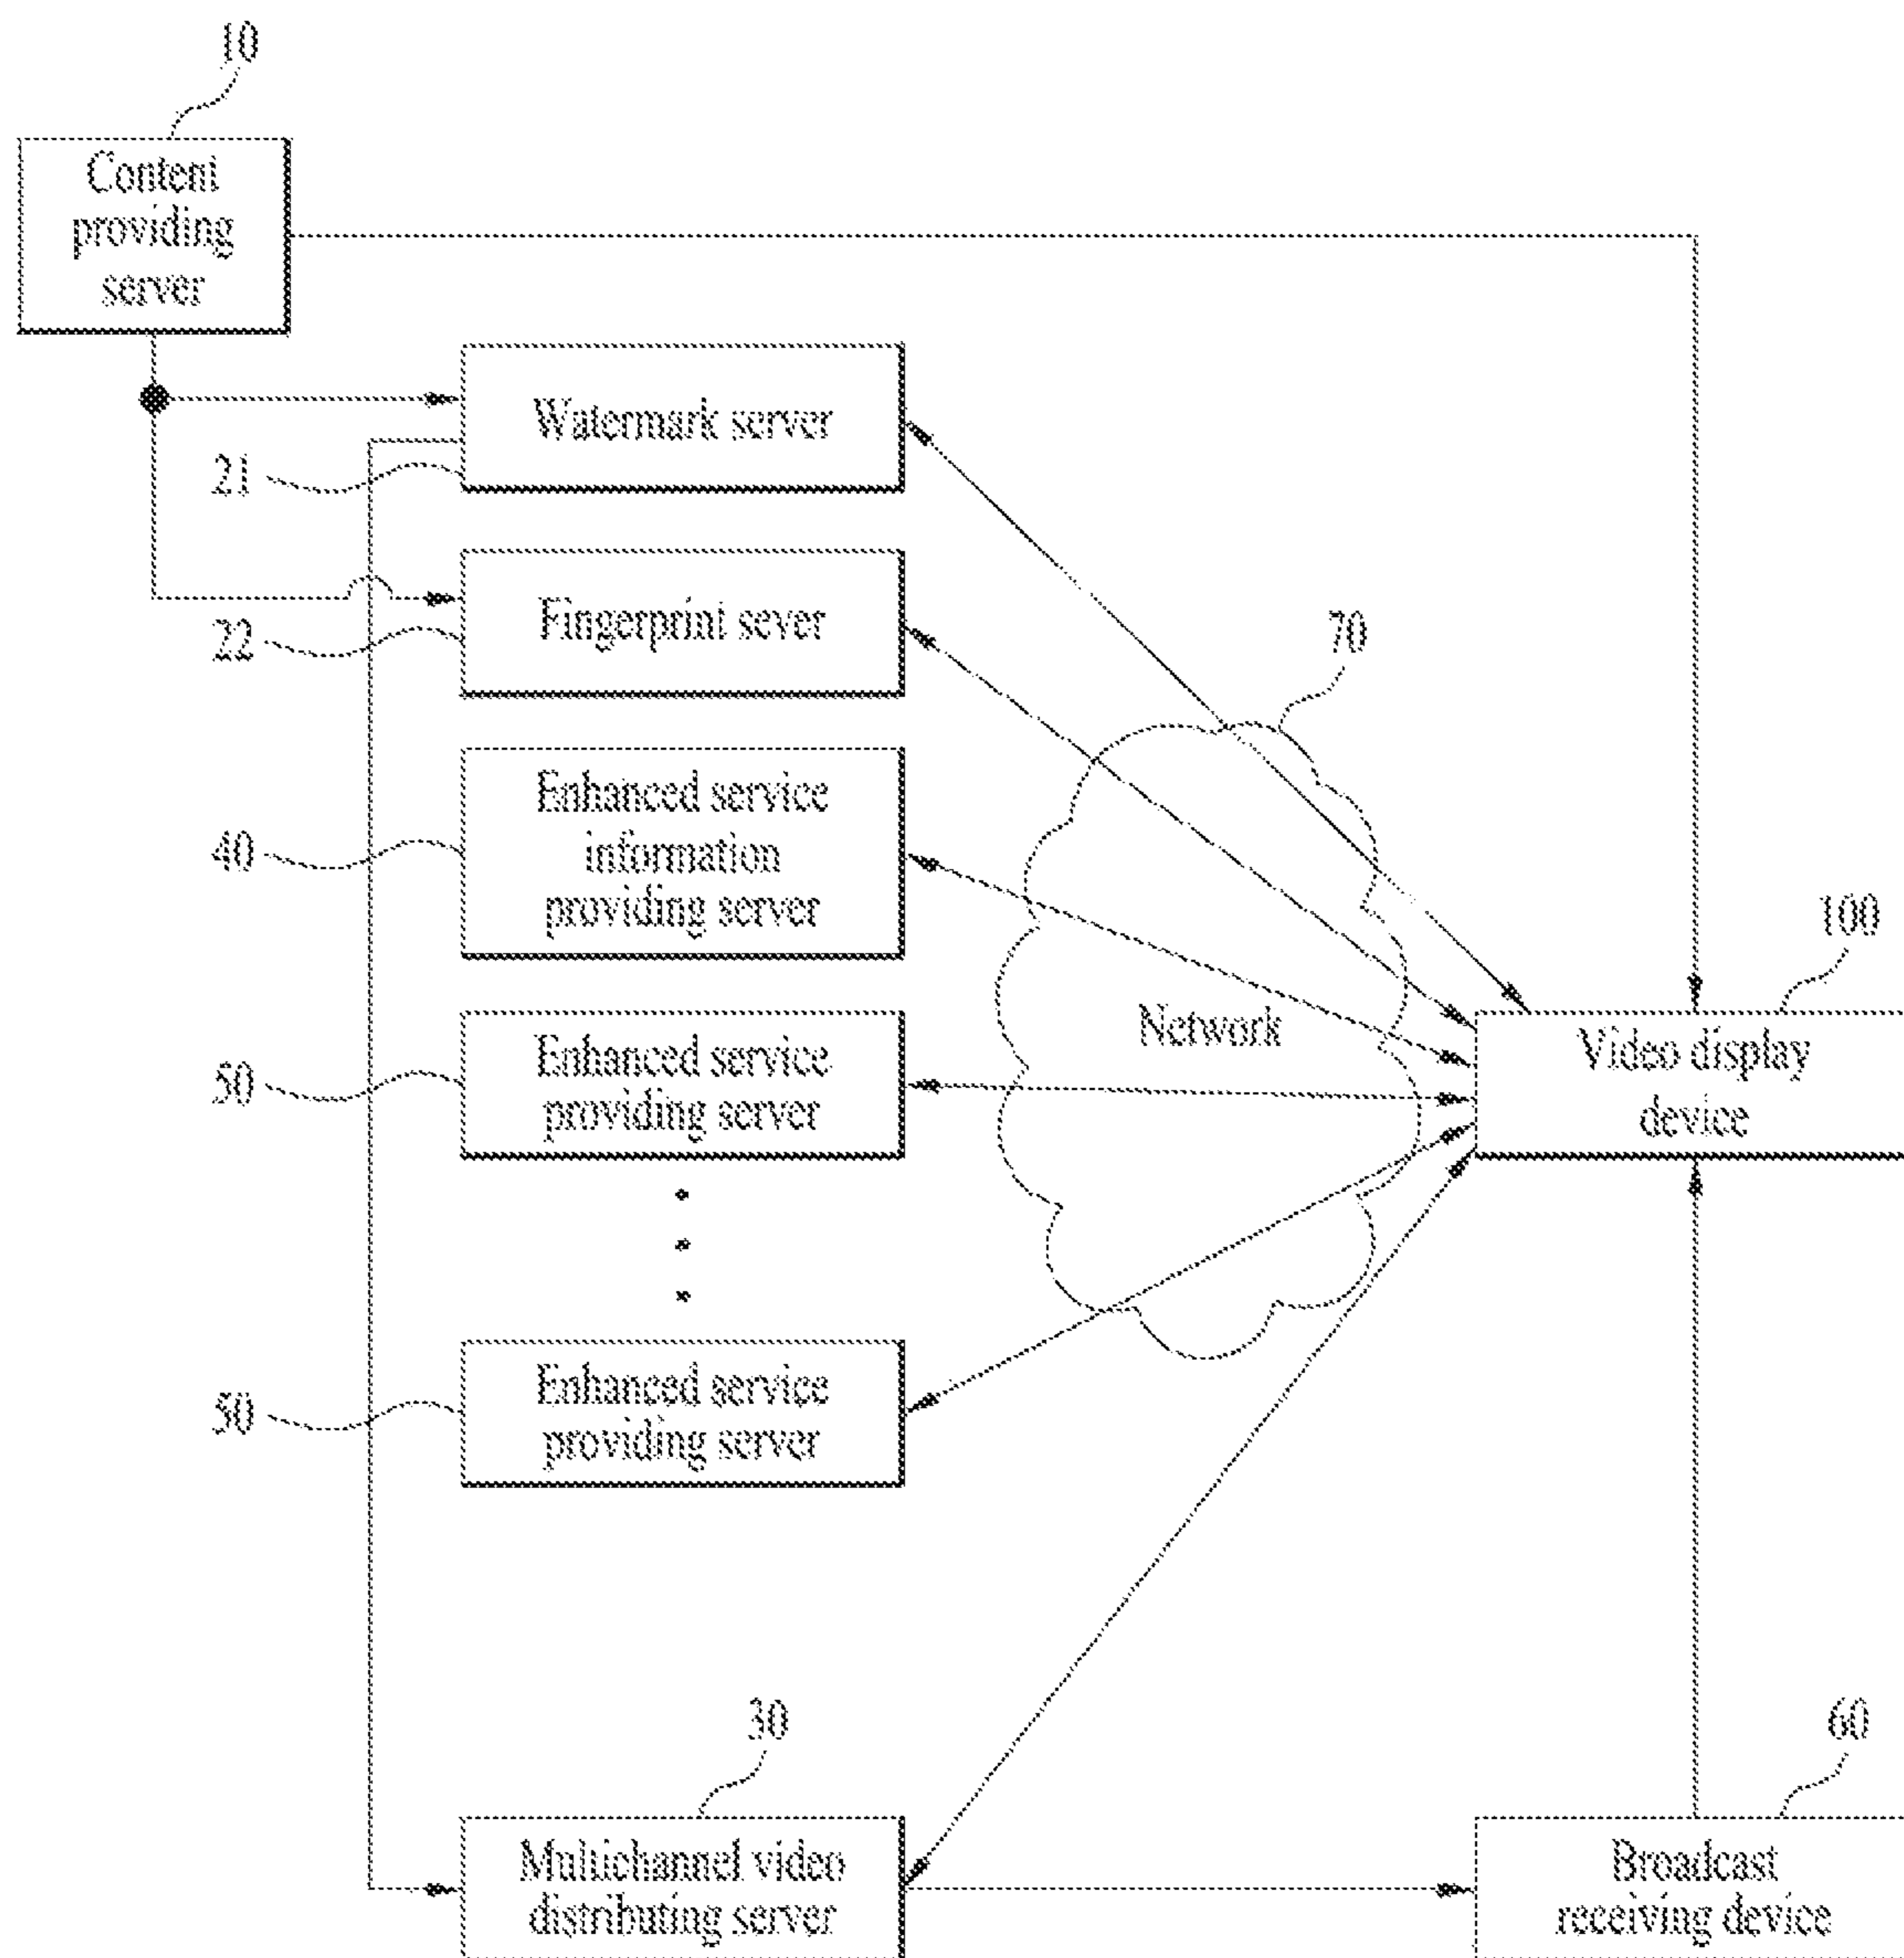 10
Content
providing
server
Watermark server
21
Fingerprint sever
22
70
Enhanced service
information
providing server
40
100
Network
Video display
device
Enhanced service
providing server
50
Enhanced service
providing server
50
30
60
Multichannel video
distributing server
Broadcast
receiving device